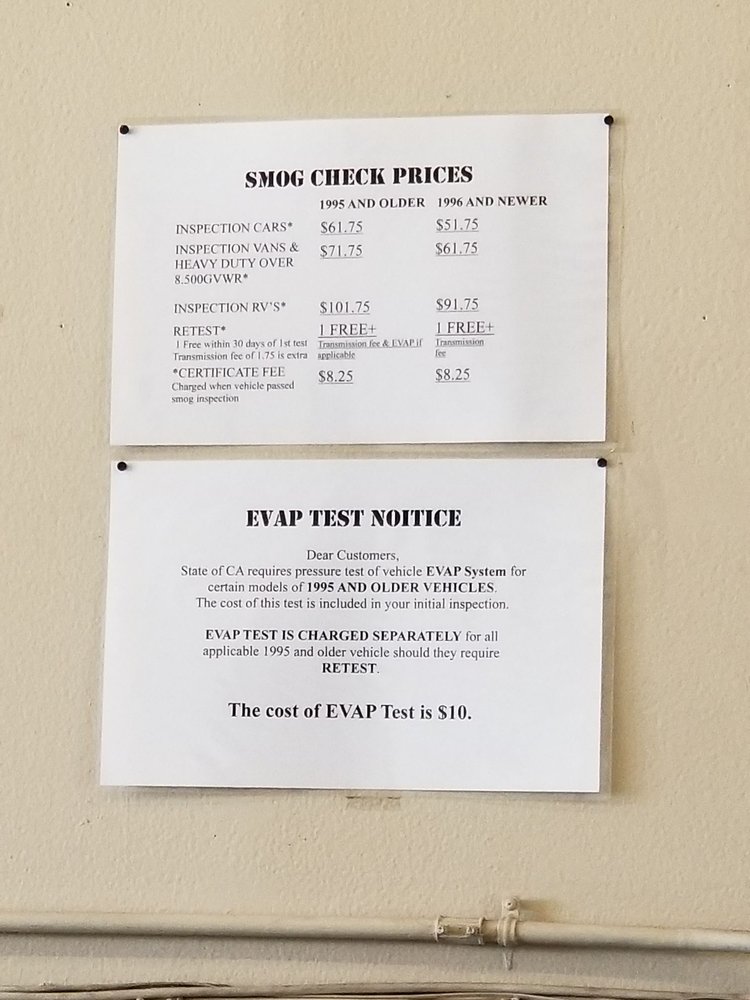 SMOG CHECK PRICES
1995 AND OLDER 1996 AND NEWER
INSPECTION CARS* $61.75 $51.75
INSPECTION VANS & $71.75 $61.75
HEAVY DUTY OVER
8.500GVWR*
INSPECTION RV'S* $101.75 $91.75
RETEST* 1 FREE+ 1 FREE+
1 Free within 30 days of 1st test Transmission fee & EVAP if Transmission
Transmission fee of 1.75 is extra applicable fee
*CERTIFICATE FEE $8.25 $8.25
Charged when vehicle passed
smog inspection
EVAP TEST NOITICE
Dear Customers,
State of CA requires pressure test of vehicle EVAP System for
certain models of 1995 AND OLDER VEHICLES.
The cost of this test is included in your initial inspection.
EVAP TEST IS CHARGED SEPARATELY for all
applicable 1995 and older vehicle should they require
RETEST.
The cost of EVAP Test is $10.